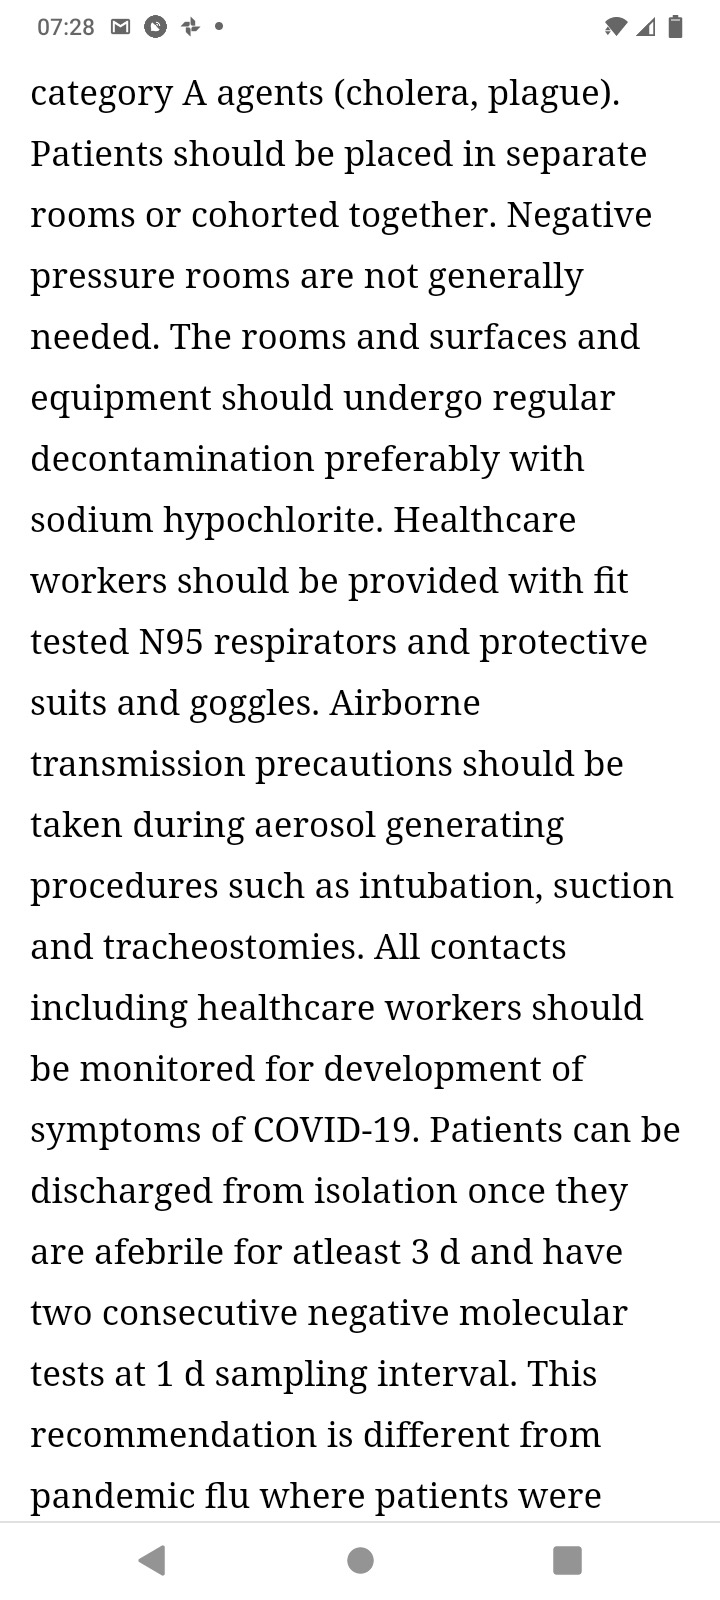 07:28
category A agents (cholera, plague).
Patients should be placed in separate
rooms or cohorted together. Negative
pressure rooms are not generally
needed. The rooms and surfaces and
equipment should undergo regular
decontamination preferably with
sodium hypochlorite. Healthcare
workers should be provided with fit
tested N95 respirators and protective
suits and goggles. Airborne
transmission precautions should be
taken during aerosol generating
procedures such as intubation, suction
and tracheostomies. All contacts
including healthcare workers should
be monitored for development of
symptoms of COVID-19. Patients can be
discharged from isolation once they
are afebrile for atleast 3 d and have
two consecutive negative molecular
tests at 1 d sampling interval. This
recommendation is different from
pandemic flu where patients were